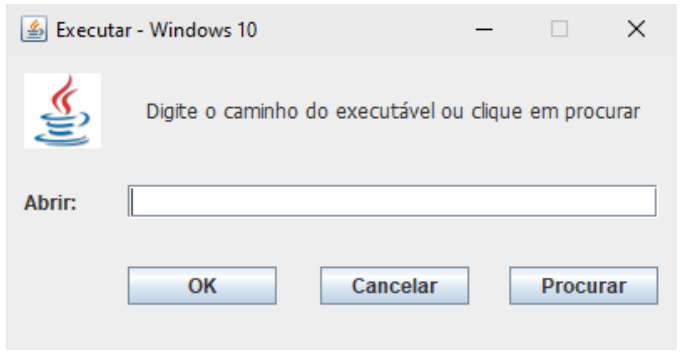 Executar - Windows 10
Digite o caminho do executável ou clique em procurar
Abrir:
OK Cancelar Procurar